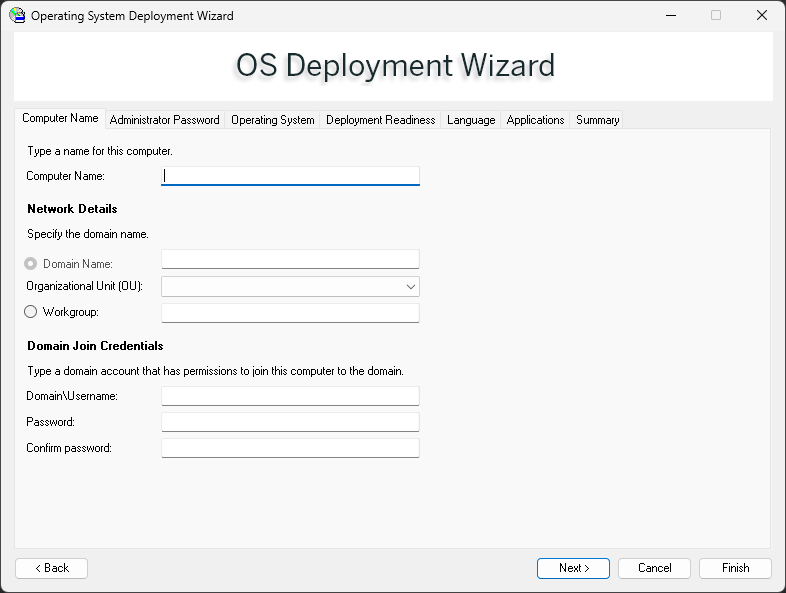 Operating System Deployment Wizard
OS Deployment Wizard
Computer Name Administrator Password Operating System Deployment Readiness Language Applications Summary
Type a name for this computer.
Computer Name:
Network Details
Specify the domain name.
Domain Name:
Organizational Unit (OU):
Workgroup:
Domain Join Credentials
Type a domain account that has permissions to join this computer to the domain.
Domain\Username:
Password:
Confirm password:
< Back Next > Cancel Finish